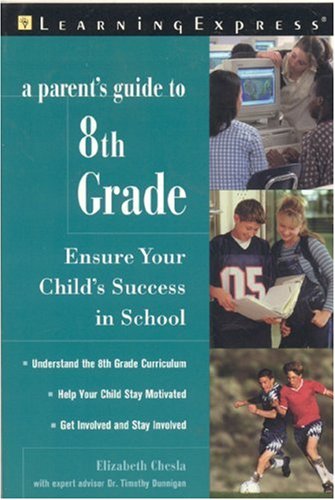 LEARNINGEXPRESS®
a parent's guide to
8th
Grade
Ensure Your
Child's Success
in School
Understand the 8th Grade Curriculum
Help Your Child Stay Motivated
Get Involved and Stay Involved
Elizabeth Chesla
with expert advisor Dr. Timothy Dunnigan
05